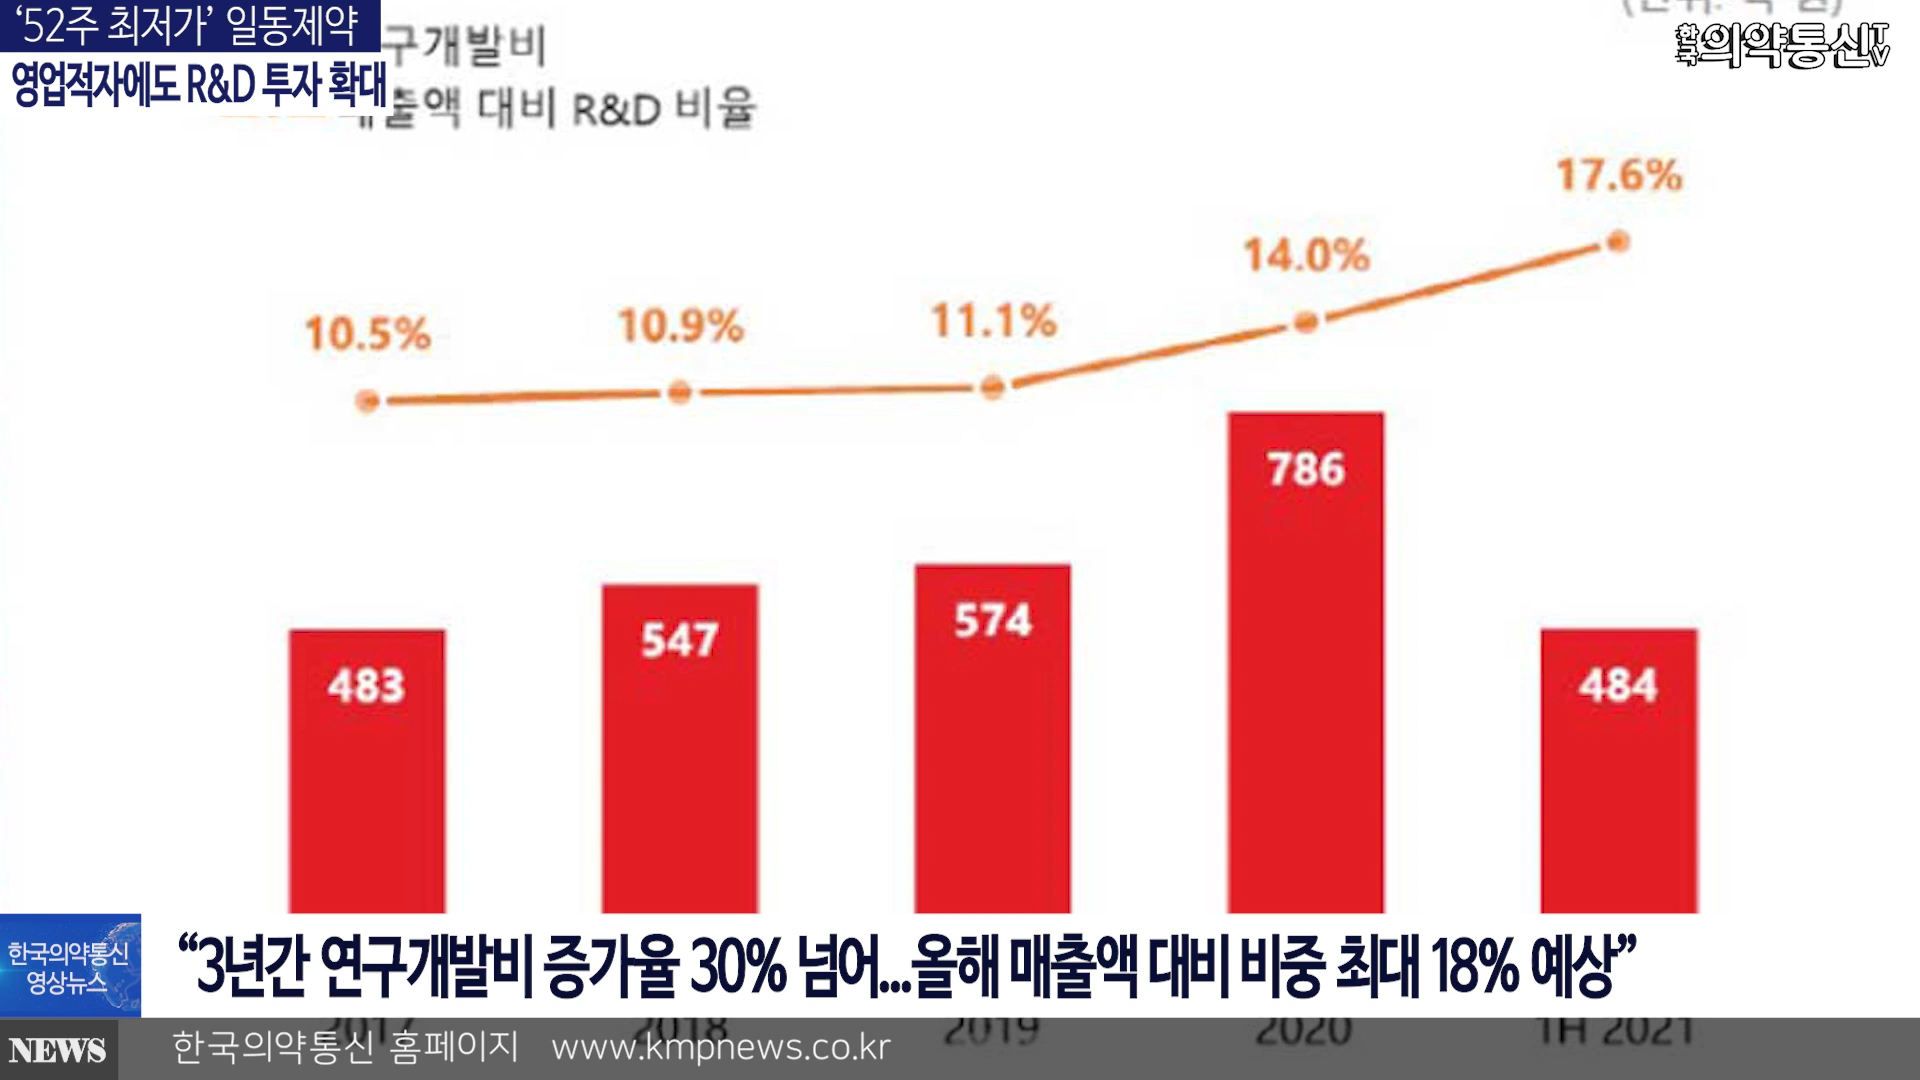 ‘52주 최저가’ 일동제약
영업적자에도 R&D 투자 확대
구개발비
매출액 대비 R&D 비율
한국의약통신TV
17.6%
14.0%
11.1%
10.9%
10.5%
786
574
547
483
484
한국의약통신
영상뉴스
“3년간 연구개발비 증가율 30% 넘어...올해 매출액 대비 비중 최대 18% 예상”
2017 2018 2019 2020 1H 2021
NEWS 한국의약통신 홈페이지 www.kmpnews.co.kr